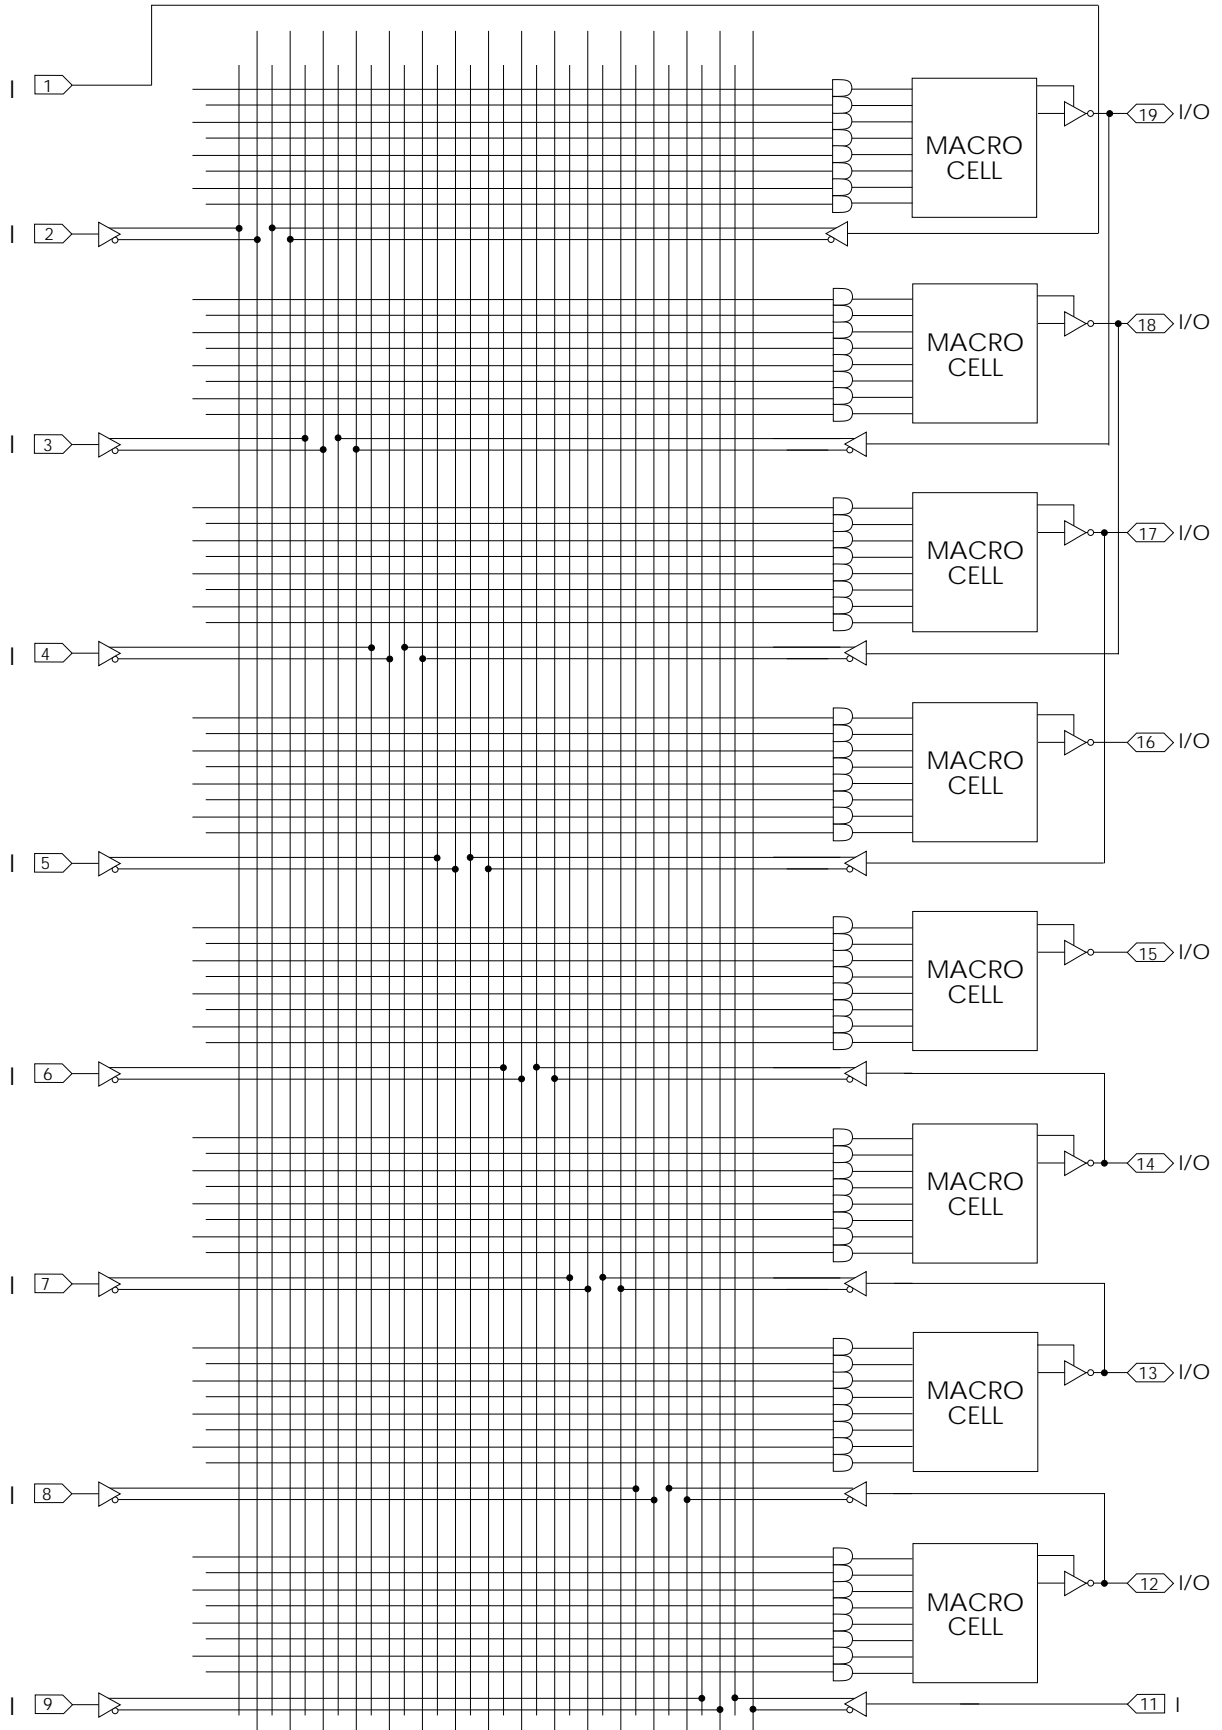 I 1
19 I/O
MACRO
CELL
I 2
18 I/O
MACRO
CELL
I 3
17 I/O
MACRO
CELL
I 4
16 I/O
MACRO
CELL
I 5
15 I/O
MACRO
CELL
I 6
14 I/O
MACRO
CELL
I 7
13 I/O
MACRO
CELL
I 8
12 I/O
MACRO
CELL
I 9
11 I